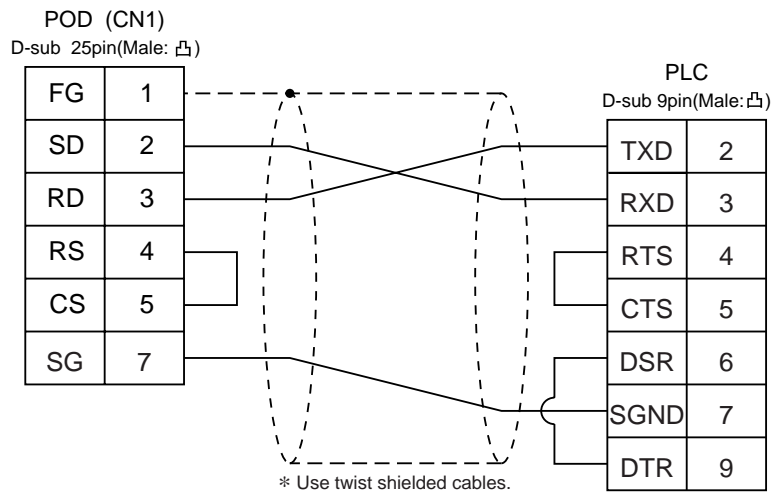 POD (CN1)
D-sub 25pin(Male: 凸)
FG 1
SD 2
RD 3
RS 4
CS 5
SG 7
PLC
D-sub 9pin(Male:凸)
TXD 2
RXD 3
RTS 4
CTS 5
DSR 6
SGND 7
DTR 9
* Use twist shielded cables.